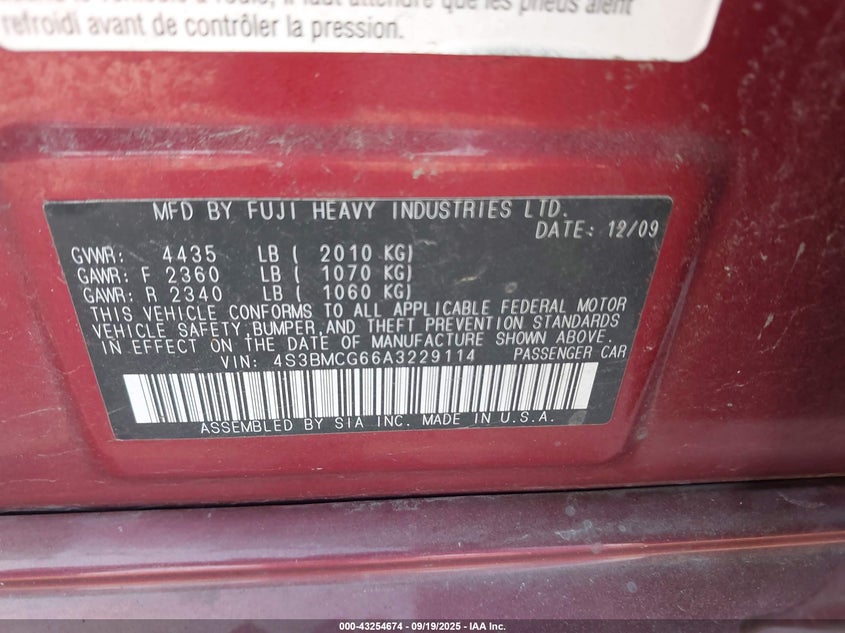 refroidi avant de contrôler la pression.
MFD BY FUJI HEAVY INDUSTRIES LTD.
DATE: 12/09
GVWR: 4435 LB ( 2010 KG)
GAWR: F 2360 LB ( 1070 KG)
GAWR: R 2340 LB ( 1060 KG)
THIS VEHICLE CONFORMS TO ALL APPLICABLE FEDERAL MOTOR
VEHICLE SAFETY,BUMPER,AND THEFT PREVENTION STANDARDS
IN EFFECT ON THE DATE OF MANUFACTURE SHOWN ABOVE.
VIN: 4S3BMCG66A3229114 PASSENGER CAR
ASSEMBLED BY SIA INC. MADE IN U.S.A.
000-43254674 - 09/19/2025 - IAA Inc.